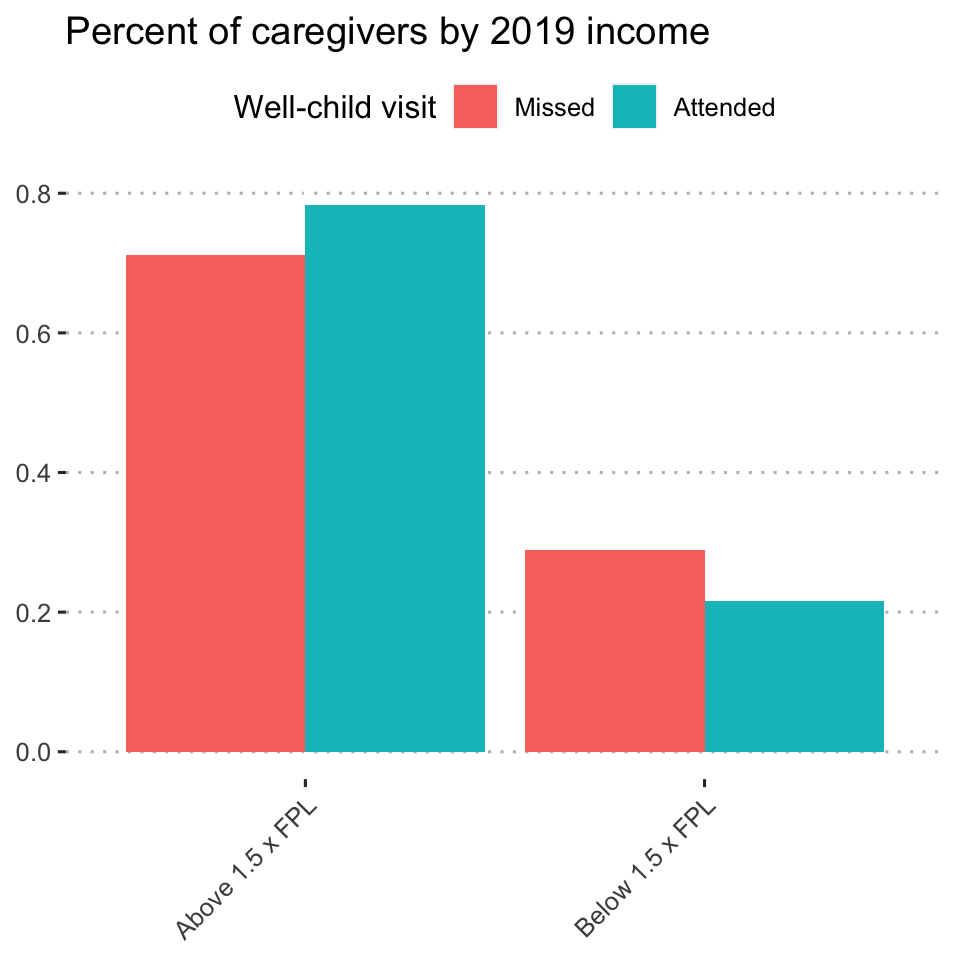 Percent of caregivers by 2019 income
Well-child visit Missed Attended
0.8
0.6
0.4
0.2
0.0
Above 1.5 x FPL
Below 1.5 x FPL